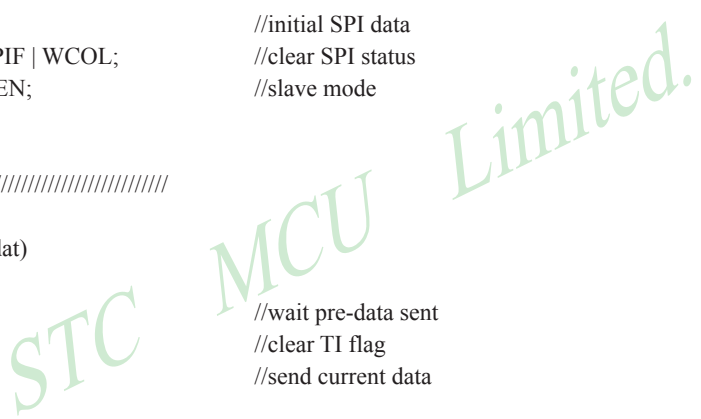 //initial SPI data
PIF | WCOL; //clear SPI status
EN; //slave mode
//////////////////////////
lat)
//wait pre-data sent
//clear TI flag
//send current data
STC MCU Limited.